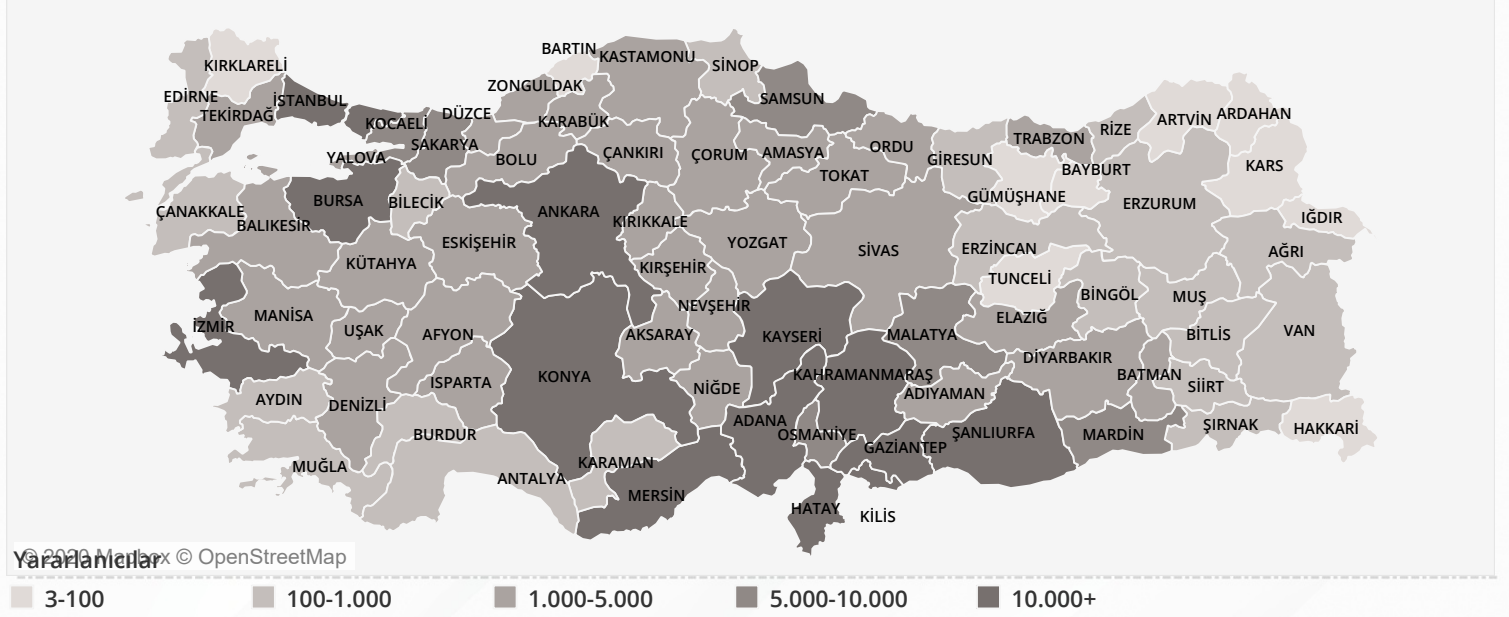 BARTIN
KASTAMONU
KIRKLARELİ
SİNOP
ZONGULDAK
EDİRNE
İSTANBUL
SAMSUN
TEKİRDAG
DÜZCE
ARTVİN
ARDAHAN
KOCAELİ
KARABÜK
RİZE
TRABZON
SAKARYA
ORDU
YALOVA
BOLU
ÇANKIRI
ÇORUM
AMASYA
GİRESUN
KARS
BAYBURT
TOKAT
BURSA
BİLECİK
GÜMÜŞHANE
ERZURUM
ÇANAKKALE
ANKARA
IĞDIR
BALIKESİR
KIRIKKALE
ESKİŞEHİR
YOZGAT
SİVAS
ERZİNCAN
AĞRI
KÜTAHYA
KIRŞEHİR
TUNCELİ
BİNGÖL
MUŞ
NEVŞEHİR
MANİSA
ELAZIĞ
İZMİR
UŞAK
AFYON
AKSARAY
KAYSERİ
MALATYA
BİTLİS
VAN
DİYARBAKIR
KONYA
KAHRAMANMARAŞ
BATMAN
ISPARTA
NİĞDE
SİİRT
ADIYAMAN
AYDIN
DENİZLİ
ADANA
ŞIRNAK
HAKKARİ
BURDUR
OSMANİYE
ŞANLIURFA
MARDİN
GAZİANTEP
MUĞLA
KARAMAN
ANTALYA
MERSİN
HATAY
KİLİS
© 2020 Mapbox © OpenStreetMap
Yararlanıcılar
3-100
100-1.000
1.000-5.000
5.000-10.000
10.000+